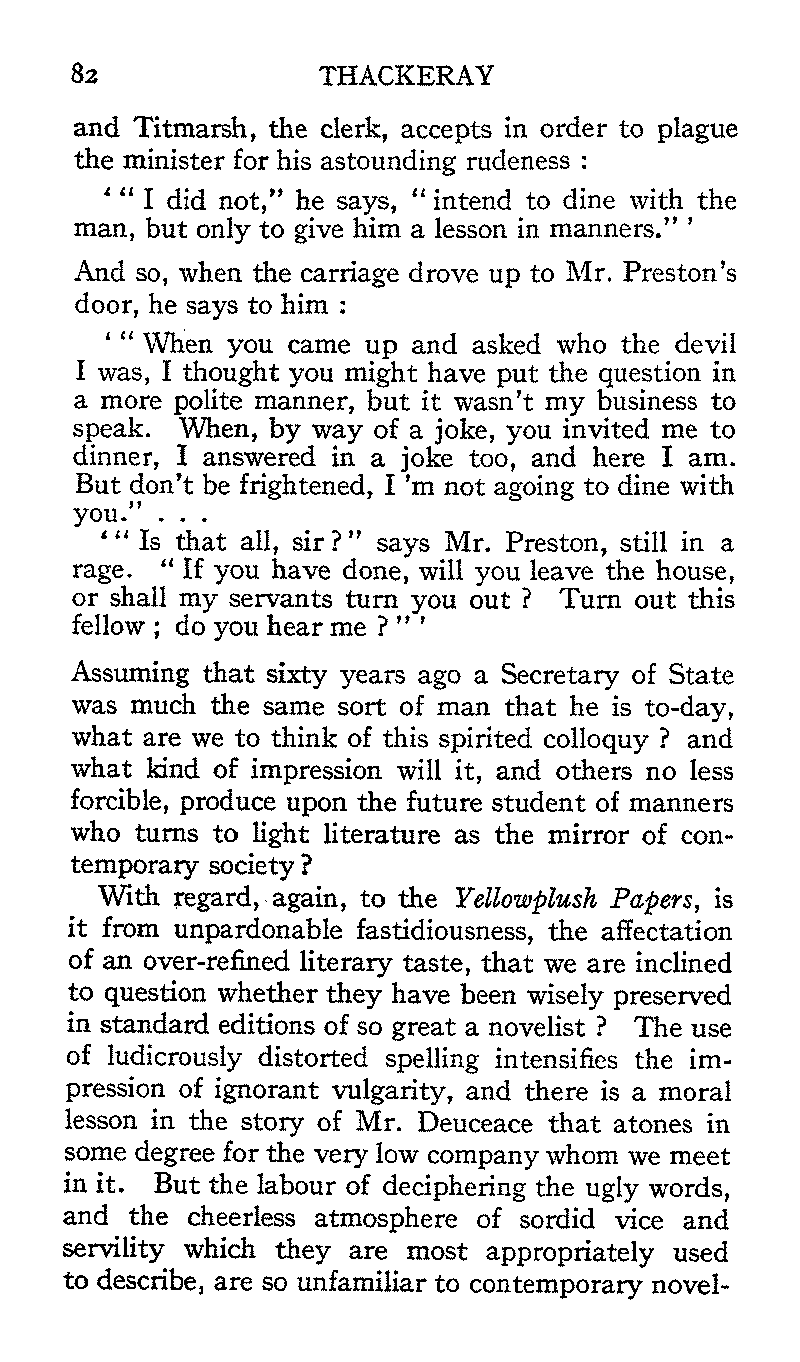 82 THACKERAY
and Titmarsh, the clerk, accepts in order to plague
the minister for his astounding rudeness :
‘ “ I did not,” he says, “ intend to dine with the
man, but only to give him a lesson in manners.” ’
And so, when the carriage drove up to Mr. Preston’s
door, he says to him :
‘ “ When you came up and asked who the devil
I was, I thought you might have put the question in
a more polite manner, but it wasn’t my business to
speak. When, by way of a joke, you invited me to
dinner, I answered in a joke too, and here I am.
But don’t be frightened, I ’m not agoing to dine with
you.” . . .
‘ “ Is that all, sir ? ” says Mr. Preston, still in a
rage. “ If you have done, will you leave the house,
or shall my servants turn you out ? Turn out this
fellow ; do you hear me ? ” ’
Assuming that sixty years ago a Secretary of State
was much the same sort of man that he is to-day,
what are we to think of this spirited colloquy ? and
what kind of impression will it, and others no less
forcible, produce upon the future student of manners
who turns to light literature as the mirror of con-
temporary society ?
With regard, again, to the Yellowplush Papers, is
it from unpardonable fastidiousness, the affectation
of an over-refined literary taste, that we are inclined
to question whether they have been wisely preserved
in standard editions of so great a novelist ? The use
of ludicrously distorted spelling intensifies the im-
pression of ignorant vulgarity, and there is a moral
lesson in the story of Mr. Deuceace that atones in
some degree for the very low company whom we meet
in it. But the labour of deciphering the ugly words,
and the cheerless atmosphere of sordid vice and
servility which they are most appropriately used
to describe, are so unfamiliar to contemporary novel-